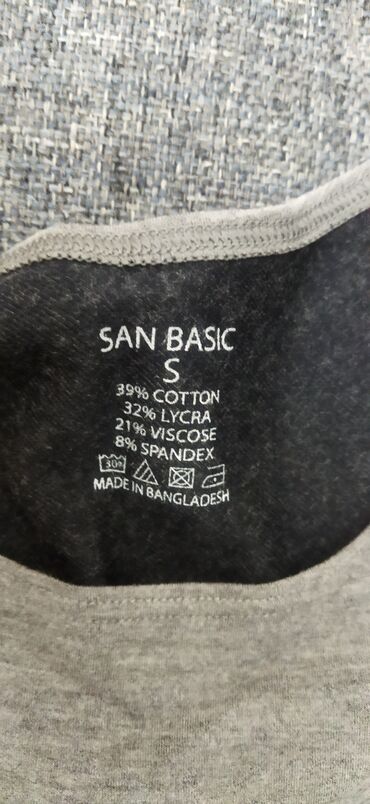 SAN BASIC
S
39% COTTON
32% LYCRA
21% VISCOSE
8% SPANDEX
30°
MADE IN BANGLADESH